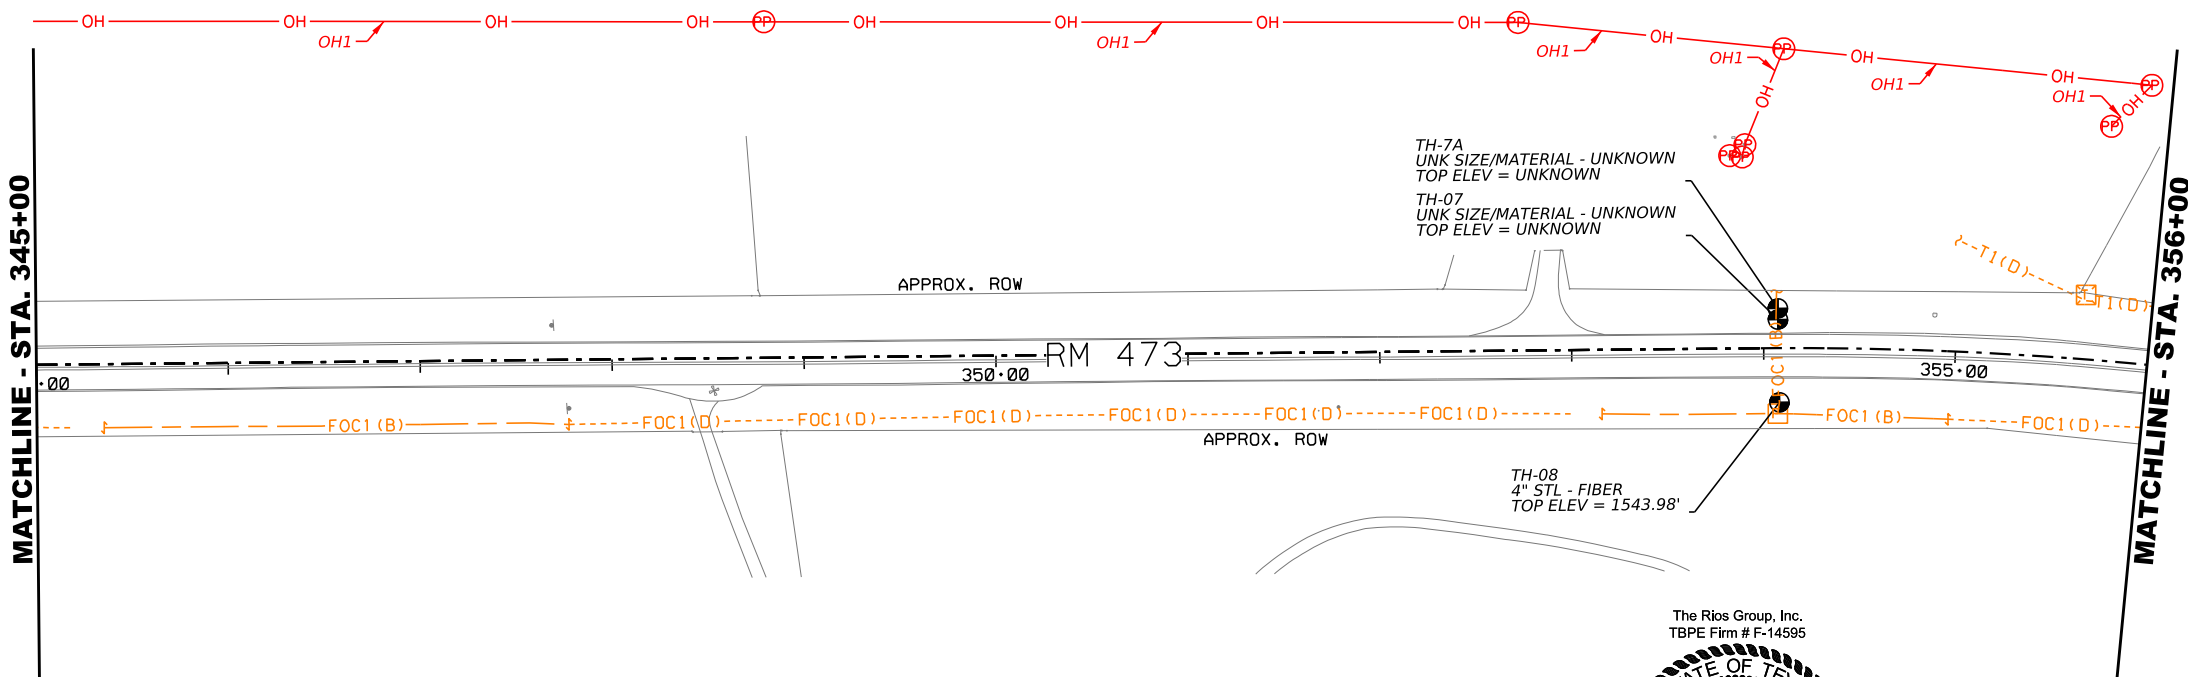 OH OH OH OH PP OH OH OH OH PP OH PP OH OH PP
OH1 OH1 OH1 OH1 OH1 OH1
OH OH PP
PP
PP PP
MATCHLINE - STA. 345+00
MATCHLINE - STA. 356+00
TH-7A
UNK SIZE/MATERIAL - UNKNOWN
TOP ELEV = UNKNOWN
TH-07
UNK SIZE/MATERIAL - UNKNOWN
TOP ELEV = UNKNOWN
T1(D)
APPROX. ROW
T T1(D)
RM 473
FOC1(B)
·00 350·00 355·00
FOC1(B) FOC1(D) FOC1(D) FOC1(D) FOC1(D) FOC1(D) FOC1(D) FOC1(B) FOC1(D)
APPROX. ROW
TH-08
4" STL - FIBER
TOP ELEV = 1543.98'
The Rios Group, Inc.
TBPE Firm # F-14595